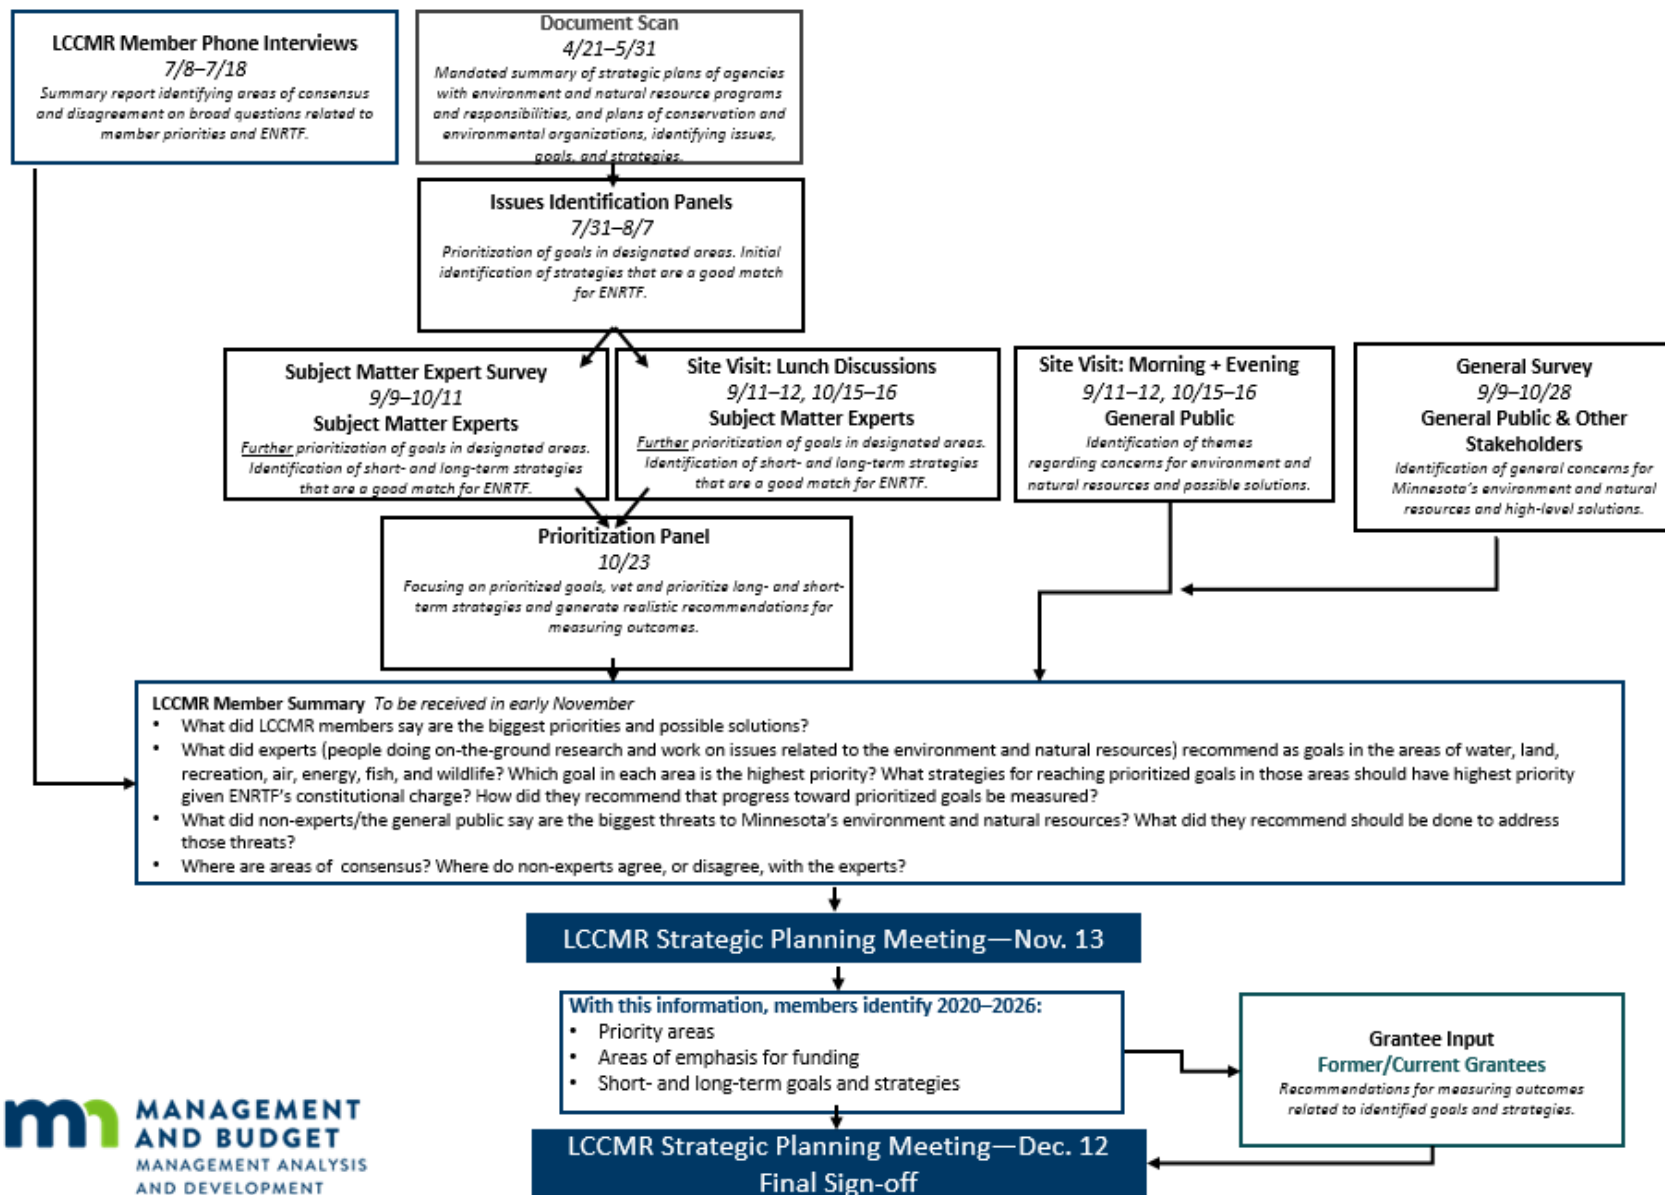 LCCMR Member Phone Interviews
7/8–7/18
Summary report identifying areas of consensus
and disagreement on broad questions related to
member priorities and ENRTF.
Document Scan
4/21–5/31
Mandated summary of strategic plans of agencies
with environment and natural resource programs
and responsibilities, and plans of conservation and
environmental organizations, identifying issues,
goals, and strategies.
Issues Identification Panels
7/31–8/7
Prioritization of goals in designated areas. Initial
identification of strategies that are a good match
for ENRTF.
Subject Matter Expert Survey
9/9–10/11
Subject Matter Experts
Further prioritization of goals in designated areas.
Identification of short- and long-term strategies
that are a good match for ENRTF.
Site Visit: Lunch Discussions
9/11–12, 10/15–16
Subject Matter Experts
Further prioritization of goals in designated areas.
Identification of short- and long-term strategies
that are a good match for ENRTF.
Site Visit: Morning + Evening
9/11–12, 10/15–16
General Public
Identification of themes
regarding concerns for environment and
natural resources and possible solutions.
General Survey
9/9–10/28
General Public & Other
Stakeholders
Identification of general concerns for
Minnesota's environment and natural
resources and high-level solutions.
Prioritization Panel
10/23
Focusing on prioritized goals, vet and prioritize long- and short-
term strategies and generate realistic recommendations for
measuring outcomes.
LCCMR Member Summary To be received in early November
• What did LCCMR members say are the biggest priorities and possible solutions?
• What did experts (people doing on-the-ground research and work on issues related to the environment and natural resources) recommend as goals in the areas of water, land,
recreation, air, energy, fish, and wildlife? Which goal in each area is the highest priority? What strategies for reaching prioritized goals in those areas should have highest priority
given ENRTF's constitutional charge? How did they recommend that progress toward prioritized goals be measured?
• What did non-experts/the general public say are the biggest threats to Minnesota's environment and natural resources? What did they recommend should be done to address
those threats?
• Where are areas of consensus? Where do non-experts agree, or disagree, with the experts?
LCCMR Strategic Planning Meeting—Nov. 13
With this information, members identify 2020–2026:
• Priority areas
• Areas of emphasis for funding
• Short- and long-term goals and strategies
Grantee Input
Former/Current Grantees
Recommendations for measuring outcomes
related to identified goals and strategies.
LCCMR Strategic Planning Meeting—Dec. 12
Final Sign-off
mn
MANAGEMENT
AND BUDGET
MANAGEMENT ANALYSIS
AND DEVELOPMENT